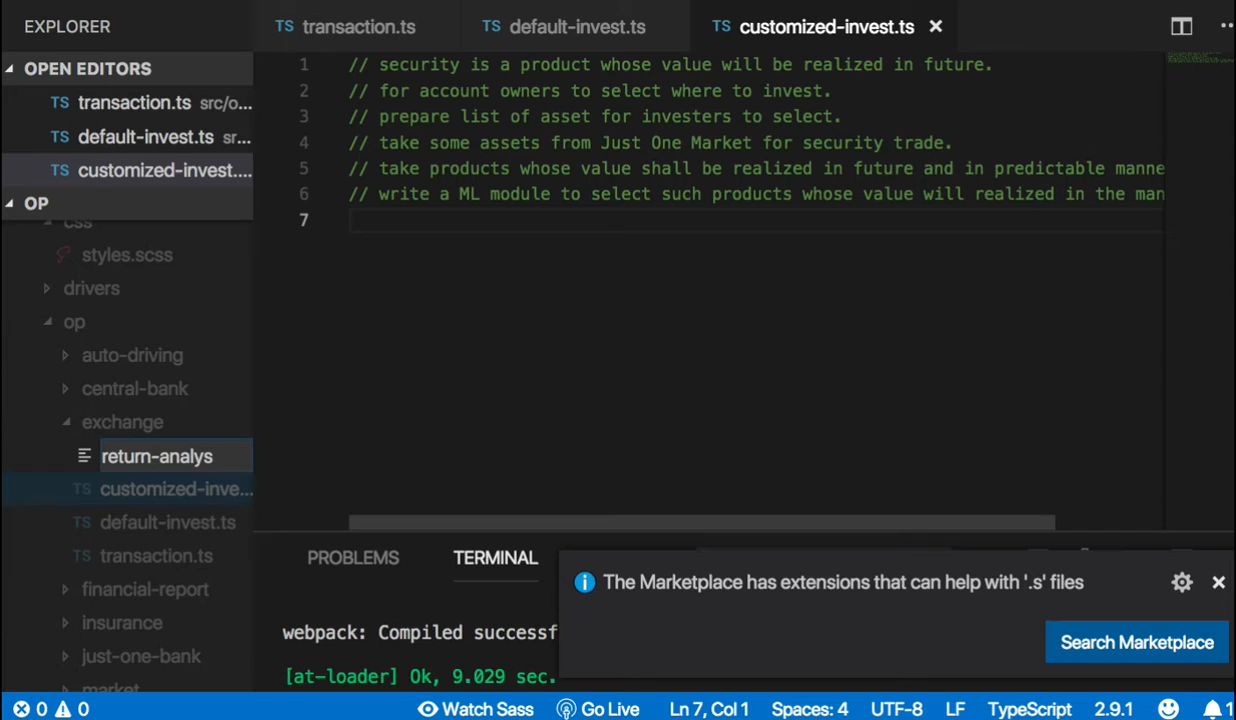 EXPLORER
TS transaction.ts
TS default-invest.ts
TS customized-invest.ts
OPEN EDITORS
TS transaction.ts src/o...
TS default-invest.ts sr...
TS customized-invest....
OP
css
styles.scss
drivers
op
auto-driving
central-bank
exchange
return-analys
TS customized-inve...
TS default-invest.ts
TS transaction.ts
financial-report
insurance
just-one-bank
market
1 // security is a product whose value will be realized in future.
2 // for account owners to select where to invest.
3 // prepare list of asset for investers to select.
4 // take some assets from Just One Market for security trade.
5 // take products whose value shall be realized in future and in predictable manne
6 // write a ML module to select such products whose value will realized in the man
7
PROBLEMS
TERMINAL
webpack: Compiled successf
[at-loader] Ok, 9.029 sec.
The Marketplace has extensions that can help with '.s' files
Search Marketplace
0 0
Watch Sass
Go Live
Ln 7, Col 1
Spaces: 4
UTF-8
LF
TypeScript
2.9.1
1